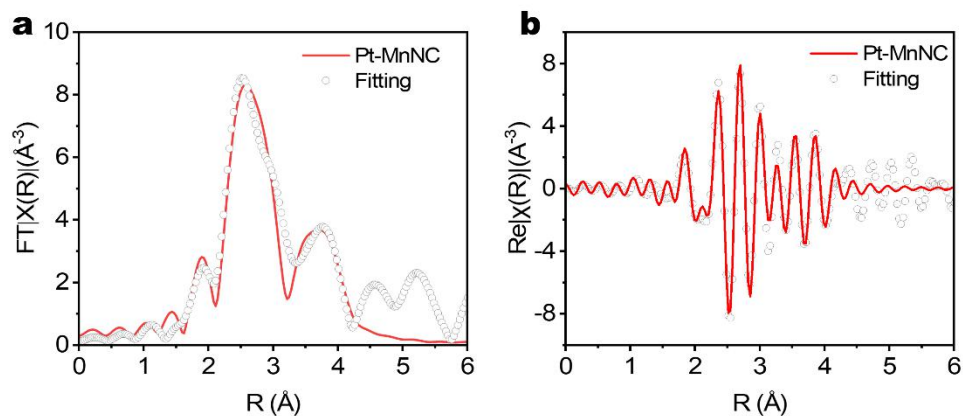 a
FT|X(R)|(Å⁻³)
10
8
6
4
2
0
Pt-MnNC
Fitting
0 1 2 3 4 5 6
R (Å)
b
Re|χ(R)|(A⁻³)
8
4
0
-4
-8
Pt-MnNC
Fitting
0 1 2 3 4 5 6
R (Å)